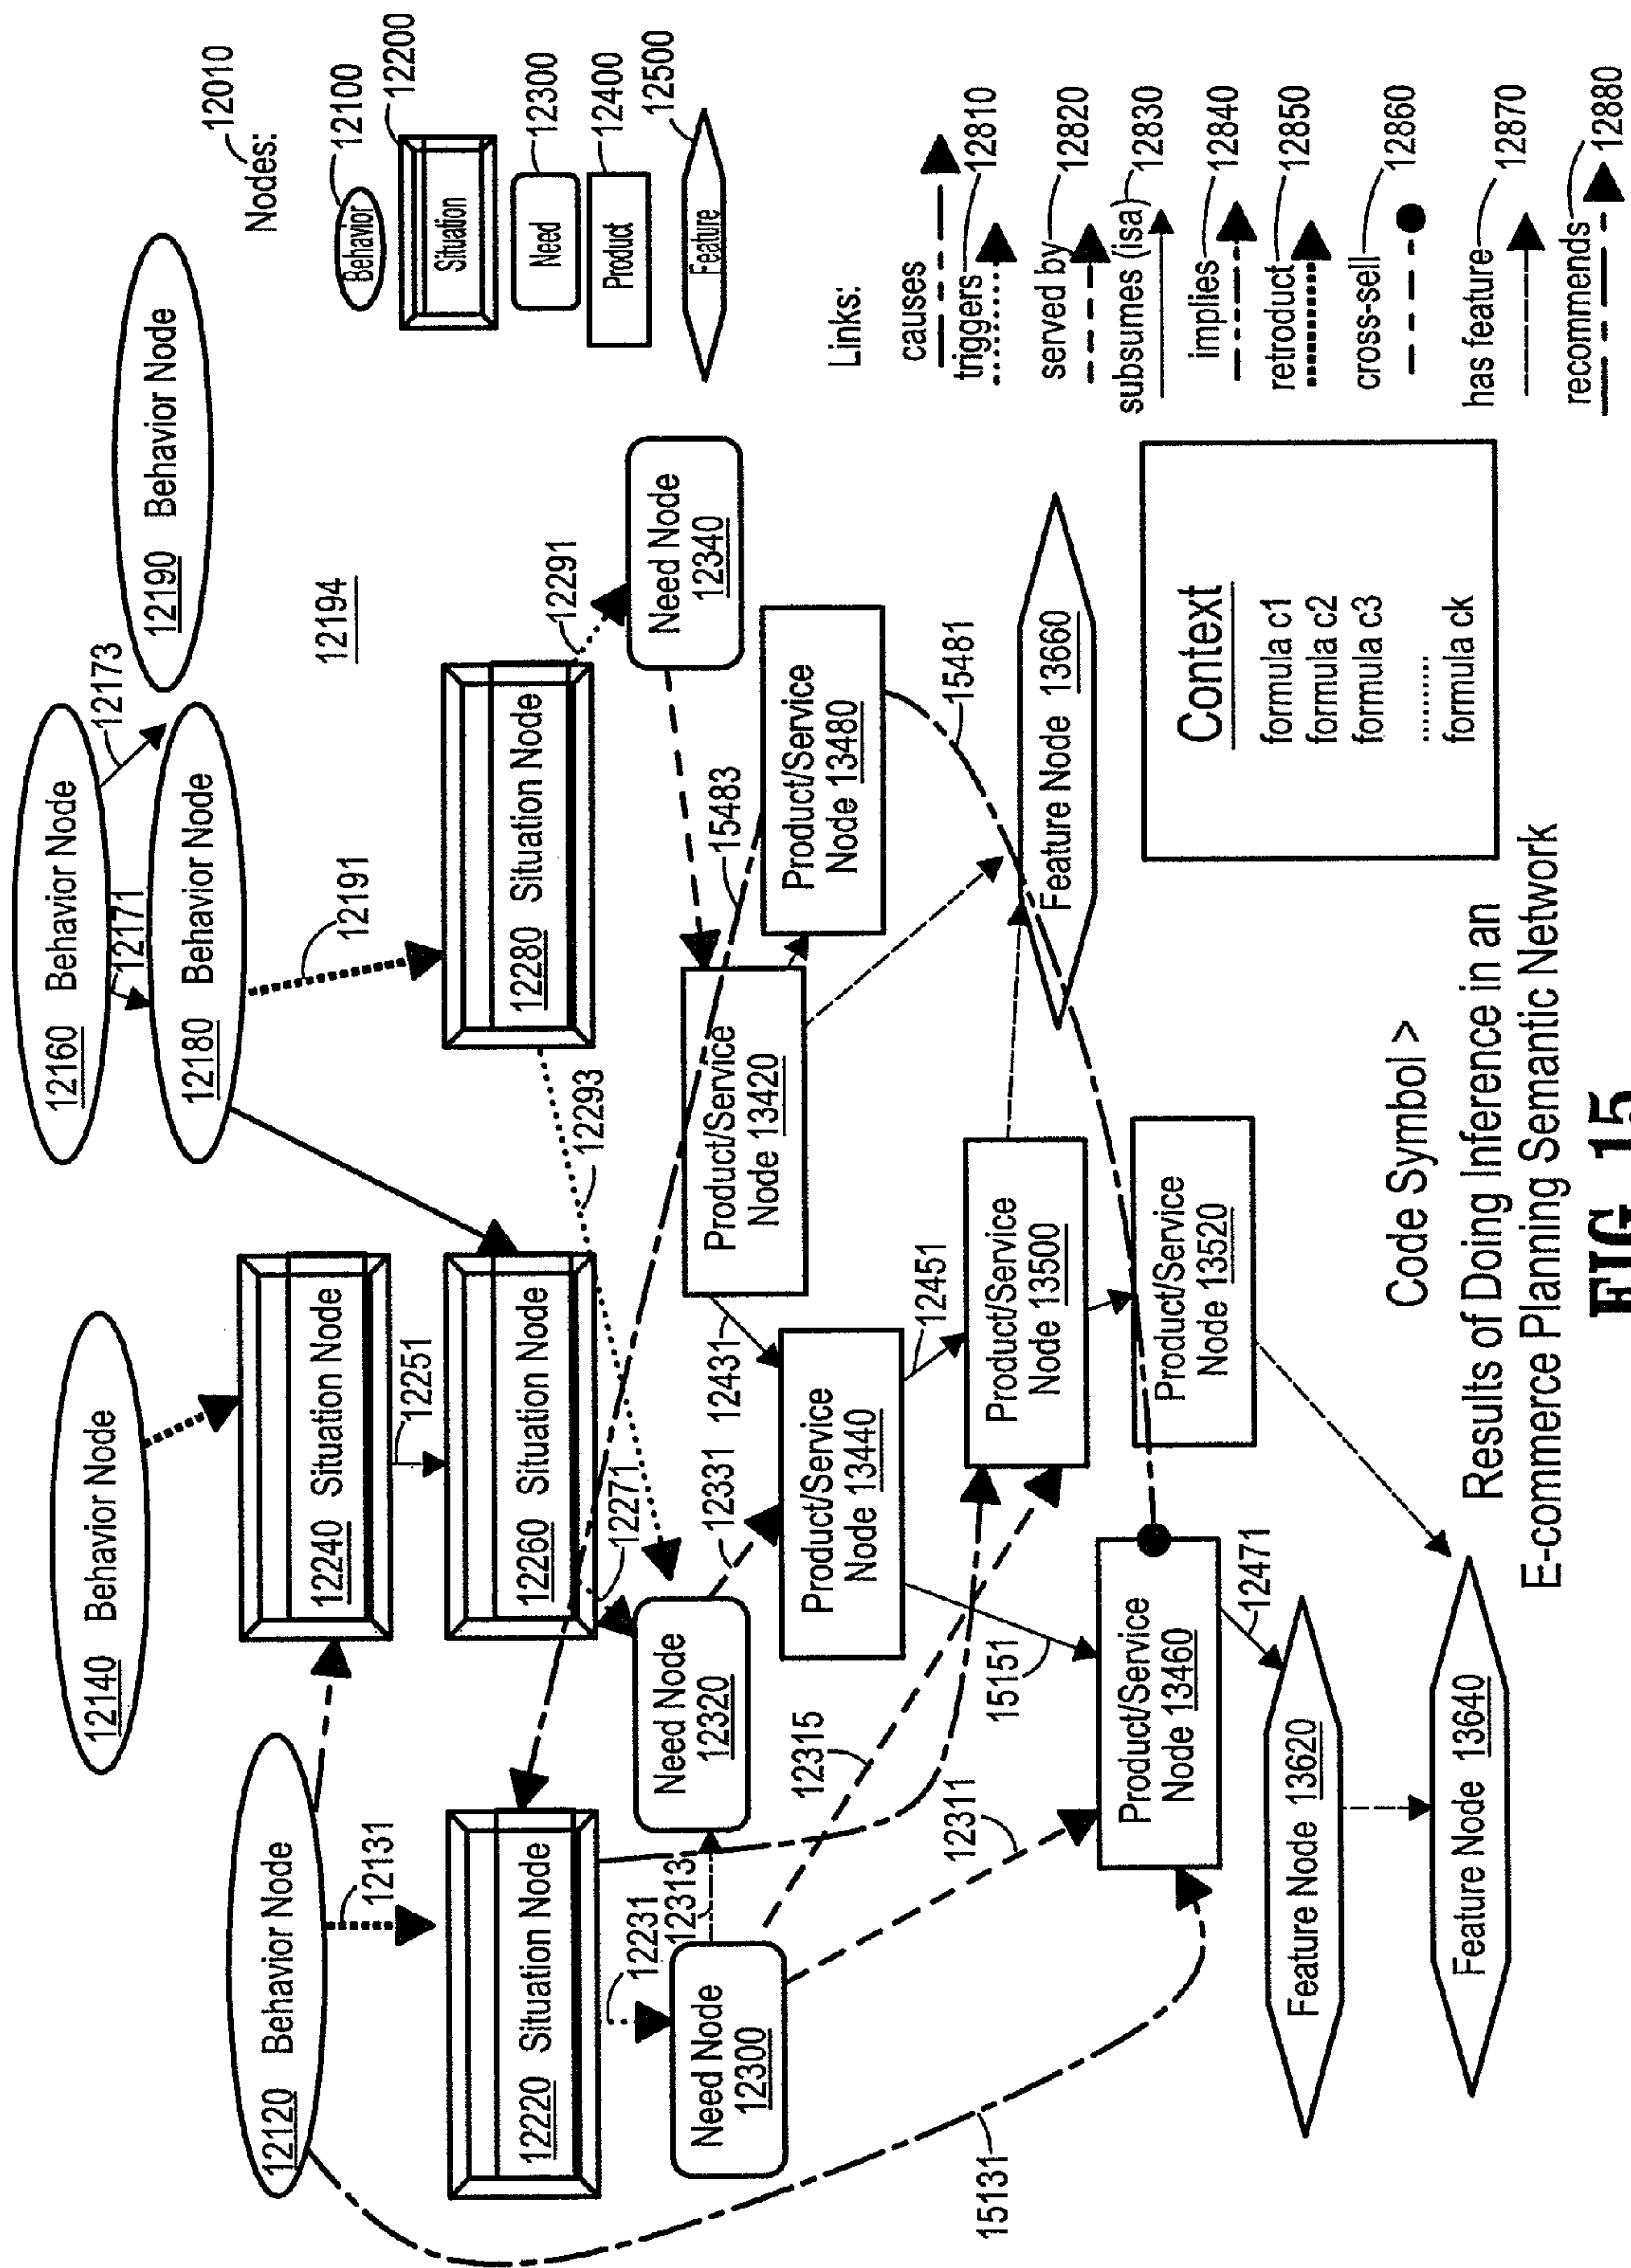 12010
Nodes:
12100
Behavior
12200
Situation
12300
Need
12400
Product
12500
Feature
Links:
causes
triggers
12810
served by
12820
subsumes (isa)
12830
implies
12840
retroduct
12850
cross-sell
12860
has feature
12870
recommends
12880
12120 Behavior Node
12140 Behavior Node
12160 Behavior Node
12180 Behavior Node
12190 Behavior Node
12171
12173
12131
12191
12194
12220 Situation Node
12240 Situation Node
12251
12260 Situation Node
12280 Situation Node
12291
12293
12231
12313
12271
Need Node
12300
Need Node
12320
Need Node
12340
12331
12431
15483
Product/Service
Node 13420
Product/Service
Node 13480
15481
12315
12311
Product/Service
Node 13440
12451
15151
Product/Service
Node 13500
Feature Node 13660
15131
Product/Service
Node 13460
Product/Service
Node 13520
12471
Feature Node 13620
Feature Node 13640
Context
formula c1
formula c2
formula c3
........
formula ck
Code Symbol >
Results of Doing Inference in an
E-commerce Planning Semantic Network
FIG. 15